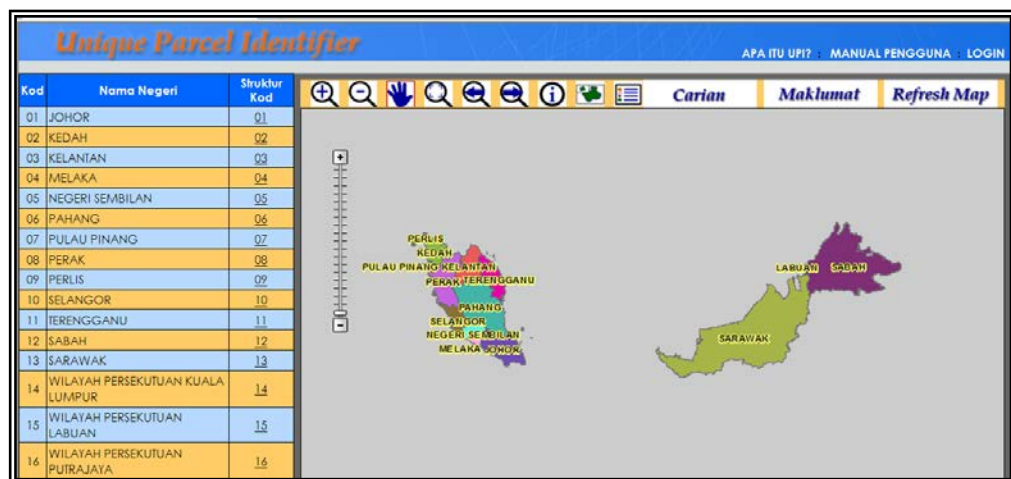 Unique Parcel Identifier
APA ITU UPI? : MANUAL PENGGUNA : LOGIN
Kod Nama Negeri Struktur Kod
Carian Maklumat Refresh Map
01 JOHOR 01
02 KEDAH 02
03 KELANTAN 03
04 MELAKA 04
05 NEGERI SEMBILAN 05
06 PAHANG 06
07 PULAU PINANG 07
08 PERAK 08
09 PERLIS 09
10 SELANGOR 10
11 TERENGGANU 11
12 SABAH 12
13 SARAWAK 13
14 WILAYAH PERSEKUTUAN KUALA LUMPUR 14
15 WILAYAH PERSEKUTUAN LABUAN 15
16 WILAYAH PERSEKUTUAN PUTRAJAYA 16
PERLIS
KEDAH
PULAU PINANG KELANTAN
PERAK TERENGGANU
PAHANG
SELANGOR
NEGERI SEMBILAN
MELAKA JOHOR
LABUAN SABAH
SARAWAK